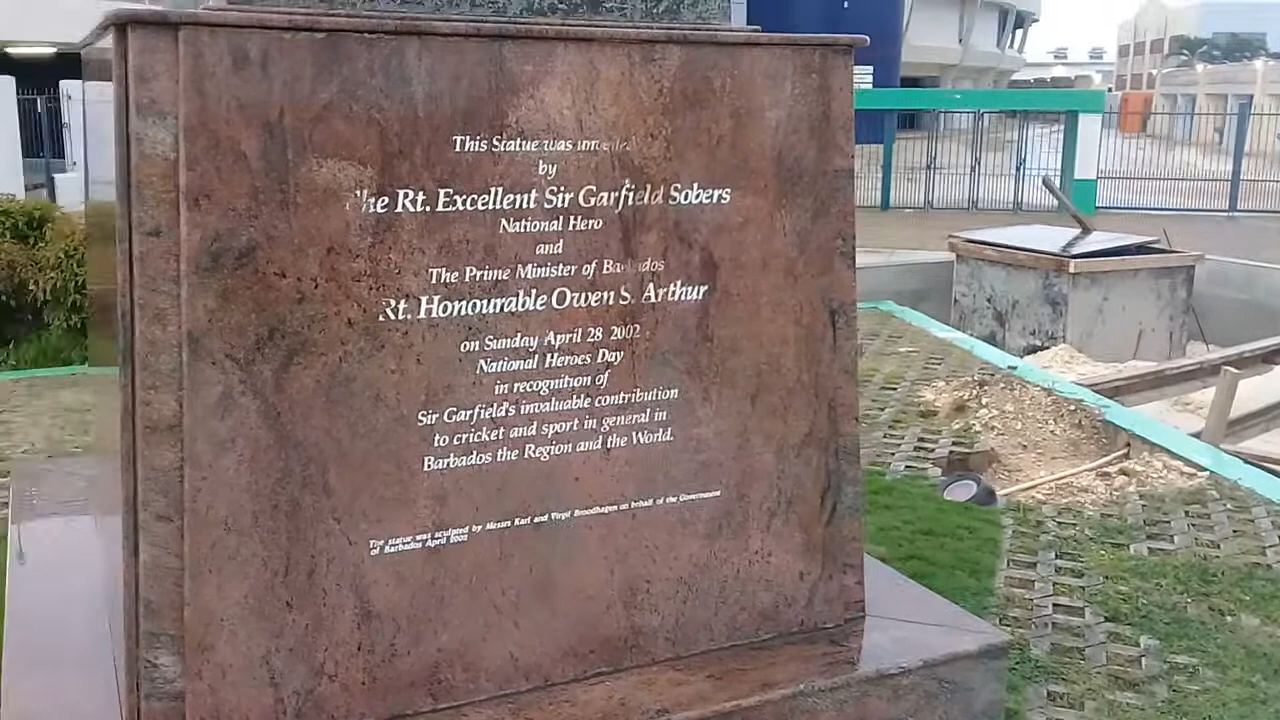 This Statue was unveiled
by
The Rt. Excellent Sir Garfield Sobers
National Hero
and
The Prime Minister of Barbados
Rt. Honourable Owen S. Arthur
on Sunday April 28 2002
National Heroes Day
in recognition of
Sir Garfield's invaluable contribution
to cricket and sport in general in
Barbados the Region and the World.
The statue was sculpted by Messrs Karl and Virgil Broodhagen on behalf of the Government
of Barbados April 2002